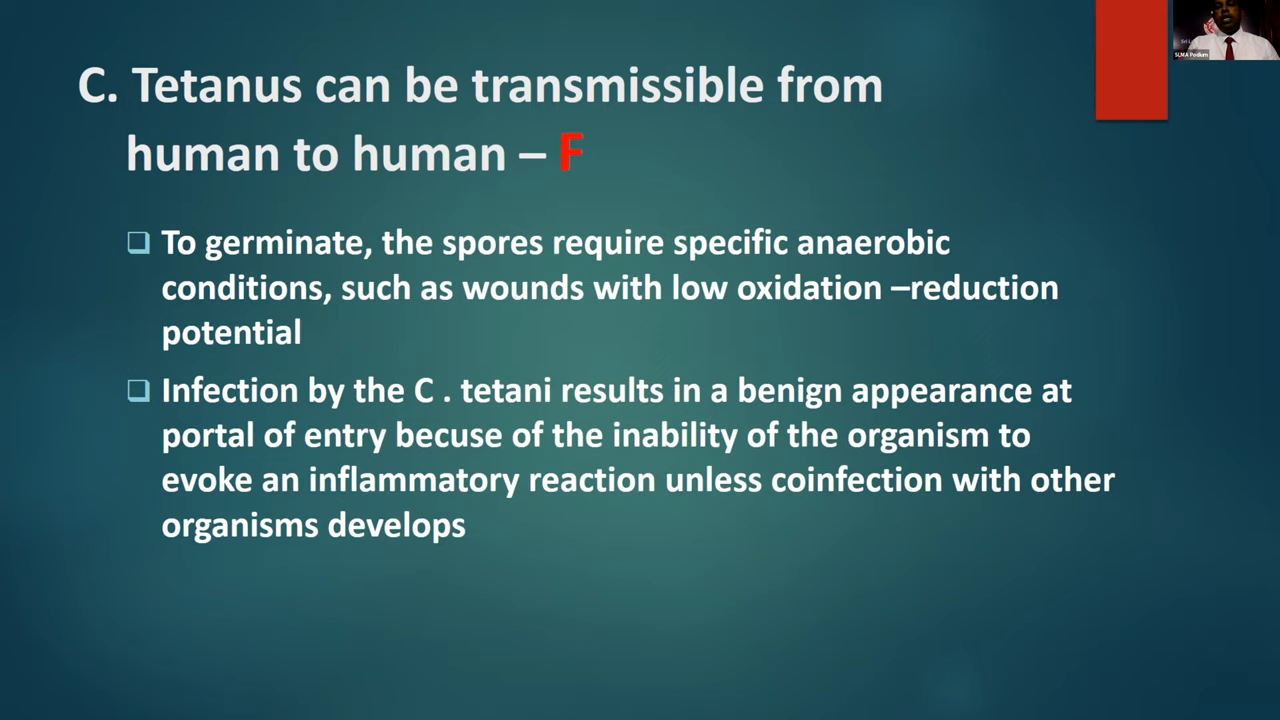 C. Tetanus can be transmissible from
human to human – F
To germinate, the spores require specific anaerobic
conditions, such as wounds with low oxidation –reduction
potential
Infection by the C . tetani results in a benign appearance at
portal of entry becuse of the inability of the organism to
evoke an inflammatory reaction unless coinfection with other
organisms develops
SLMA Podium